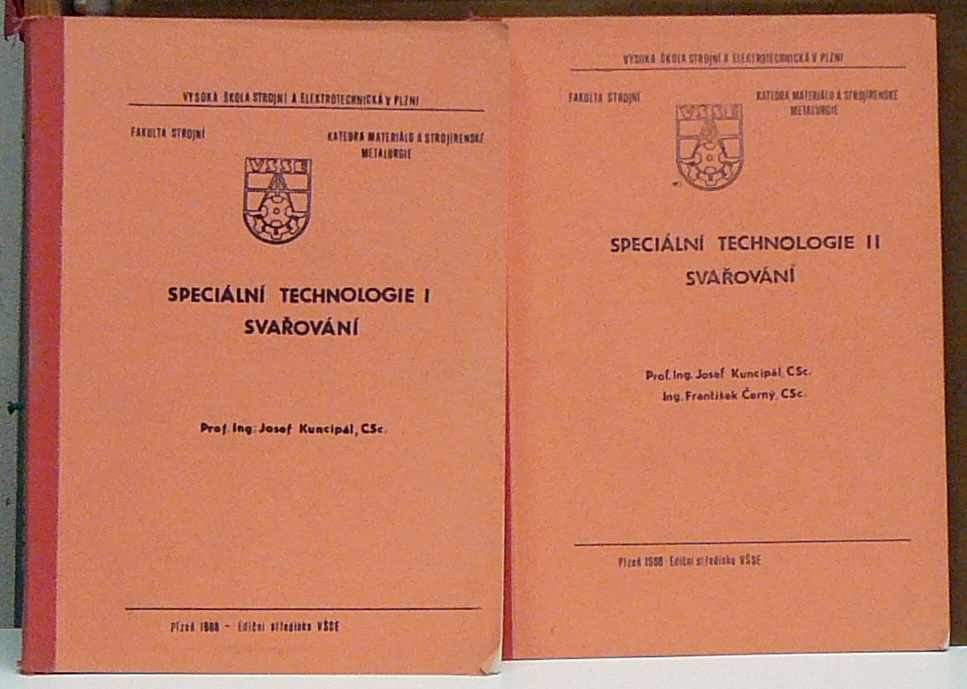 VYSOKÁ ŠKOLA STROJNÍ A ELEKTROTECHNICKÁ V PLZNI
FAKULTA STROJNÍ
KATEDRA MATERIÁLŮ A STROJÍRENSKÉ
METALURGIE
VŠSE
SPECIÁLNÍ TECHNOLOGIE I
SVAŘOVÁNÍ
Prof. Ing. Josef Kuncipál, CSc.
Plzeň 1988 - Ediční středisko VŠSE
VYSOKÁ ŠKOLA STROJNÍ A ELEKTROTECHNICKÁ V PLZNI
FAKULTA STROJNÍ
KATEDRA MATERIÁLŮ A STROJÍRENSKÉ
METALURGIE
SPECIÁLNÍ TECHNOLOGIE II
SVAŘOVÁNÍ
Prof. Ing. Josef Kuncipál, CSc.
Ing. František Černý, CSc.
Plzeň Ediční středisko VŠSE